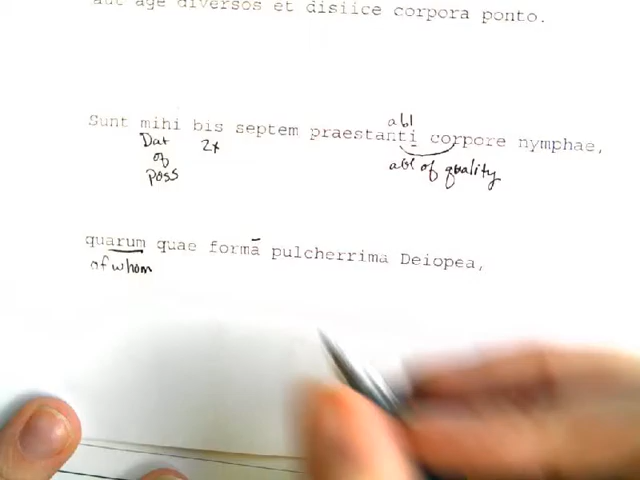 aut age diversos et disiice corpora ponto.
abl
Sunt mihi bis septem praestanti corpore nymphae,
Dat of poss
2x
abl of quality
quarum quae formā pulcherrima Deiopea,
of whom